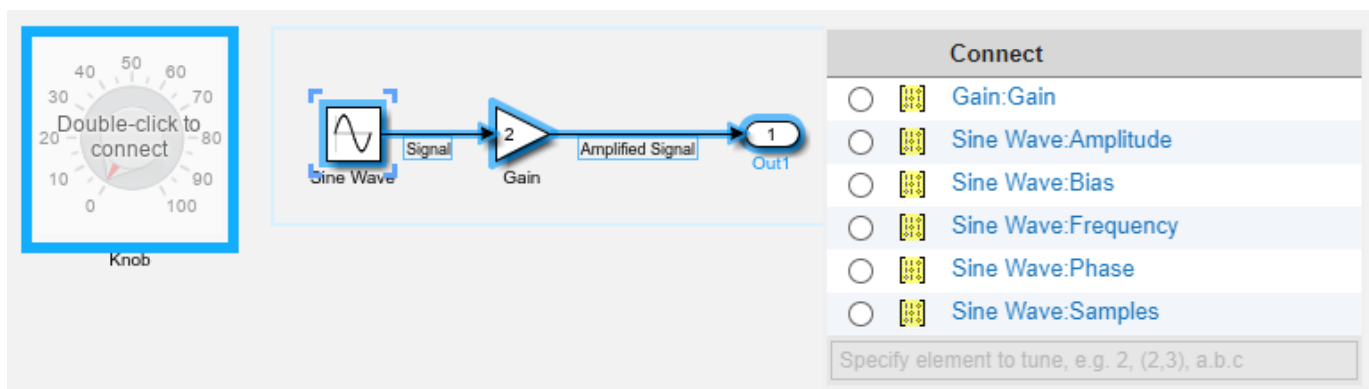 50
40
60
30
70
Double-click to
20
80
connect
10
90
0
100
Knob
Signal
2
Amplified Signal
1
Sine Wave
Gain
Out1
Connect
Gain:Gain
Sine Wave:Amplitude
Sine Wave:Bias
Sine Wave:Frequency
Sine Wave:Phase
Sine Wave:Samples
Specify element to tune, e.g. 2, (2,3), a.b.c